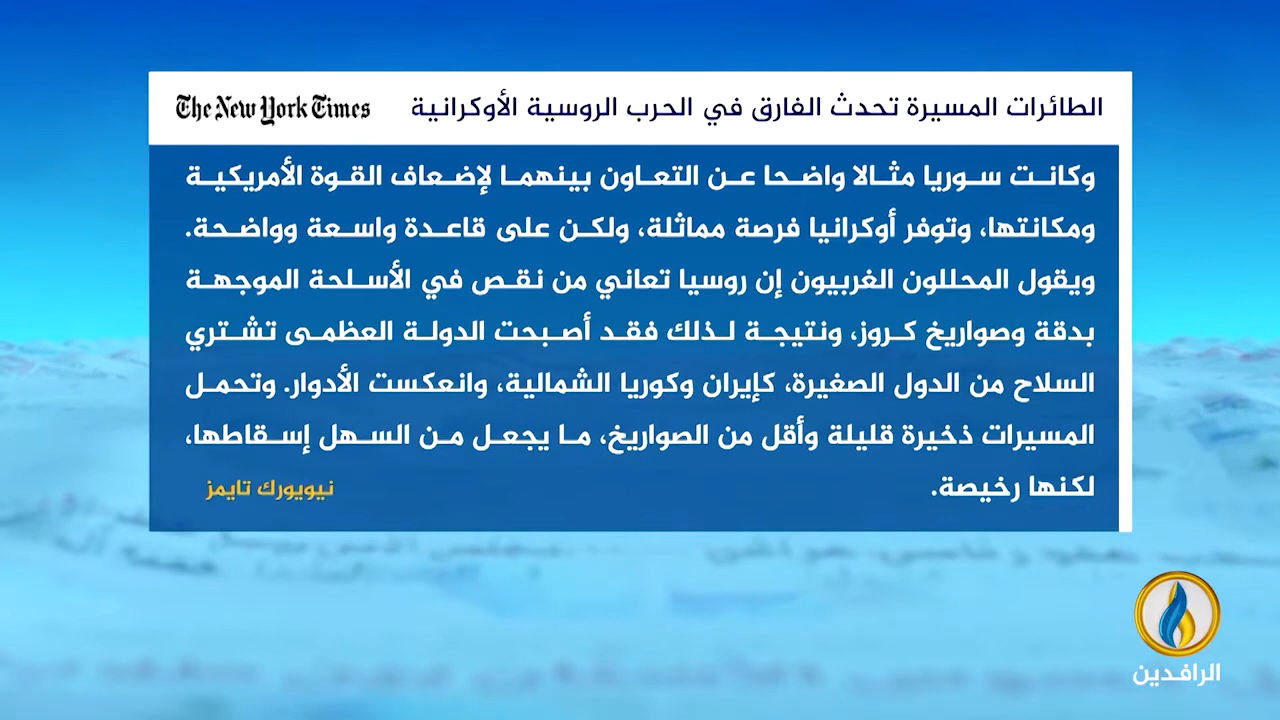 الطائرات المسيرة تحدث الفارق في الحرب الروسية الأوكرانية
The New York Times
وكانت سوريا مثالا واضحا عن التعاون بينهما لإضعاف القوة الأمريكية
ومكانتها، وتوفر أوكرانيا فرصة مماثلة، ولكن على قاعدة واسعة وواضحة.
ويقول المحللون الغربيون إن روسيا تعاني من نقص في الأسلحة الموجهة
بدقة وصواريخ كروز، ونتيجة لذلك فقد أصبحت الدولة العظمى تشتري
السلاح من الدول الصغيرة، كإيران وكوريا الشمالية، وانعكست الأدوار. وتحمل
المسيرات ذخيرة قليلة وأقل من الصواريخ، ما يجعل من السهل إسقاطها،
لكنها رخيصة.
نيويورك تايمز
الرافدين